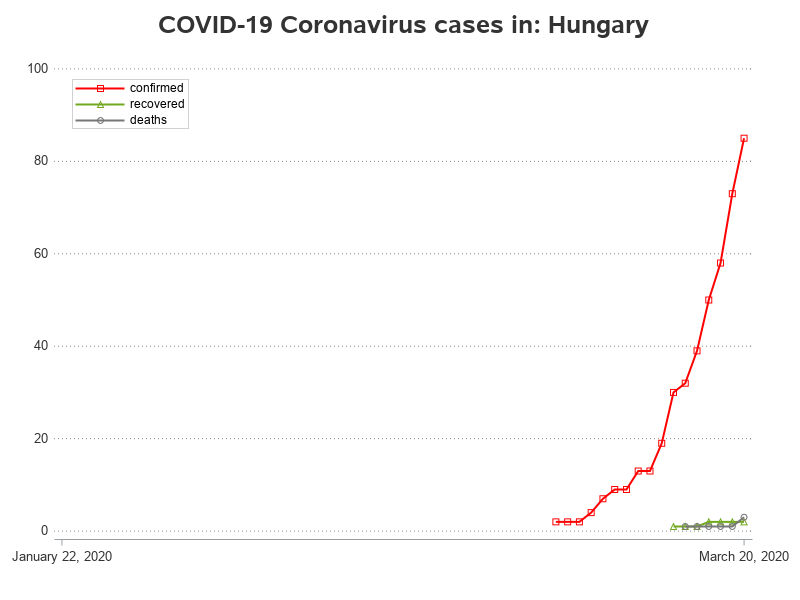 COVID-19 Coronavirus cases in: Hungary
100
confirmed
recovered
deaths
80
60
40
20
0
January 22, 2020
March 20, 2020